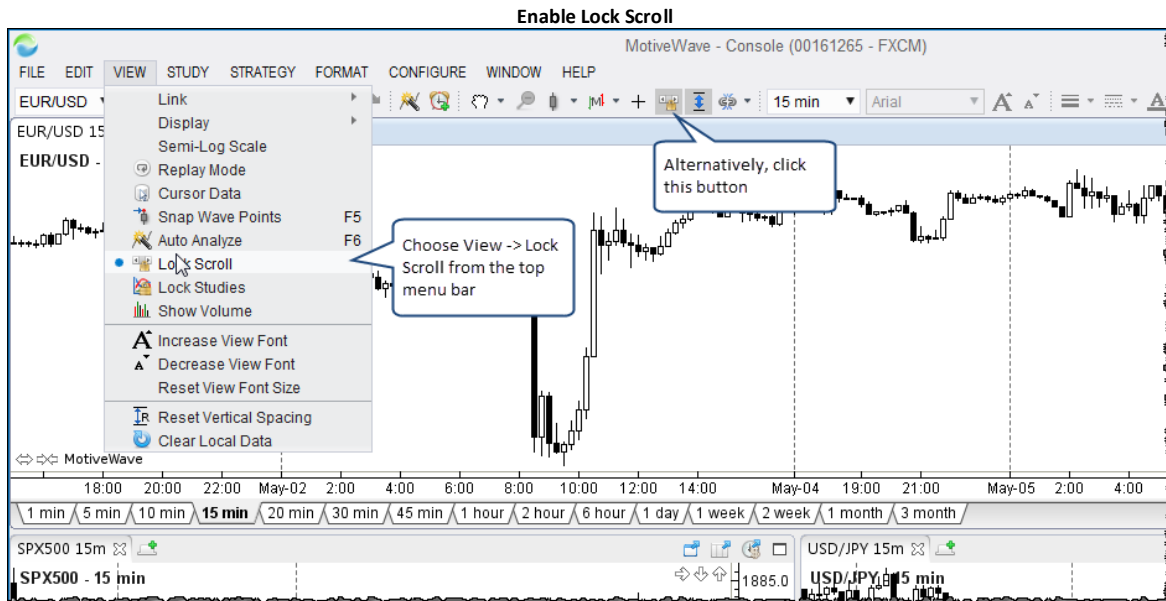 Enable Lock Scroll
MotiveWave - Console (00161265 - FXCM)
FILE EDIT VIEW STUDY STRATEGY FORMAT CONFIGURE WINDOW HELP
EUR/USD 15 min Arial
EUR/USD 15
EUR/USD -
Link
Display
Semi-Log Scale
Replay Mode
Cursor Data
Snap Wave Points F5
Auto Analyze F6
Lock Scroll
Lock Studies
Show Volume
Increase View Font
Decrease View Font
Reset View Font Size
Reset Vertical Spacing
Clear Local Data
Alternatively, click
this button
Choose View -> Lock
Scroll from the top
menu bar
MotiveWave
18:00 20:00 22:00 May-02 2:00 4:00 6:00 8:00 10:00 12:00 14:00 May-04 19:00 21:00 May-05 2:00 4:00
1 min 5 min 10 min 15 min 20 min 30 min 45 min 1 hour 2 hour 6 hour 1 day 1 week 2 week 1 month 3 month
SPX500 15m USD/JPY 15m
SPX500 - 15 min 1885.0 USD/JPY - 15 min